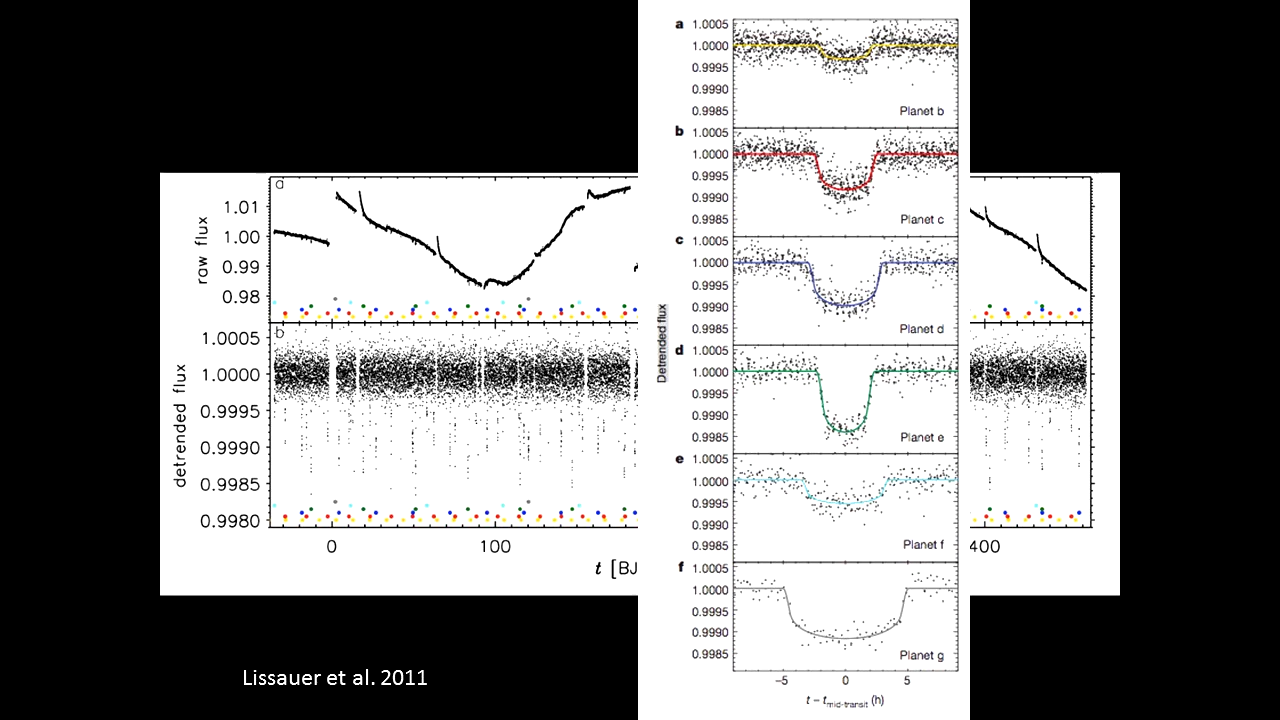 a
1.01
1.00
0.99
0.98
raw flux
b
1.0005
1.0000
0.9995
0.9990
0.9985
0.9980
detrended flux
0
100
400
t [BJ
a
1.0005
1.0000
0.9995
0.9990
0.9985
Planet b
b
1.0005
1.0000
0.9995
0.9990
0.9985
Planet c
c
1.0005
1.0000
0.9995
0.9990
0.9985
Planet d
d
1.0005
1.0000
0.9995
0.9990
0.9985
Planet e
e
1.0005
1.0000
0.9995
0.9990
0.9985
Planet f
f
1.0005
1.0000
0.9995
0.9990
0.9985
Planet g
Detrended flux
−5
0
5
t − tmid-transit (h)
Lissauer et al. 2011